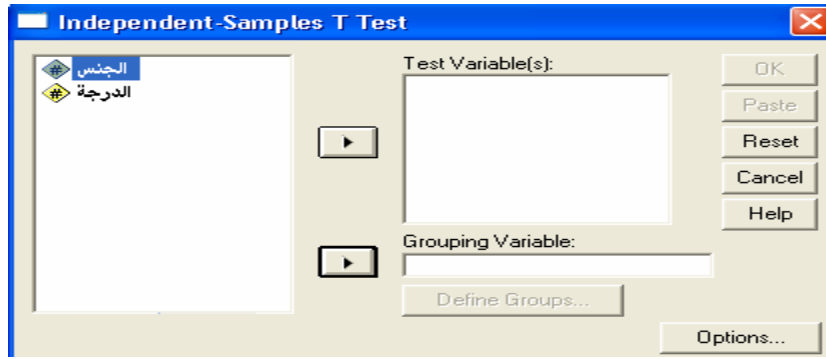 Independent-Samples T Test
الجنس
الدرجة
Test Variable(s):
OK
Paste
Reset
Cancel
Help
Grouping Variable:
Define Groups...
Options...